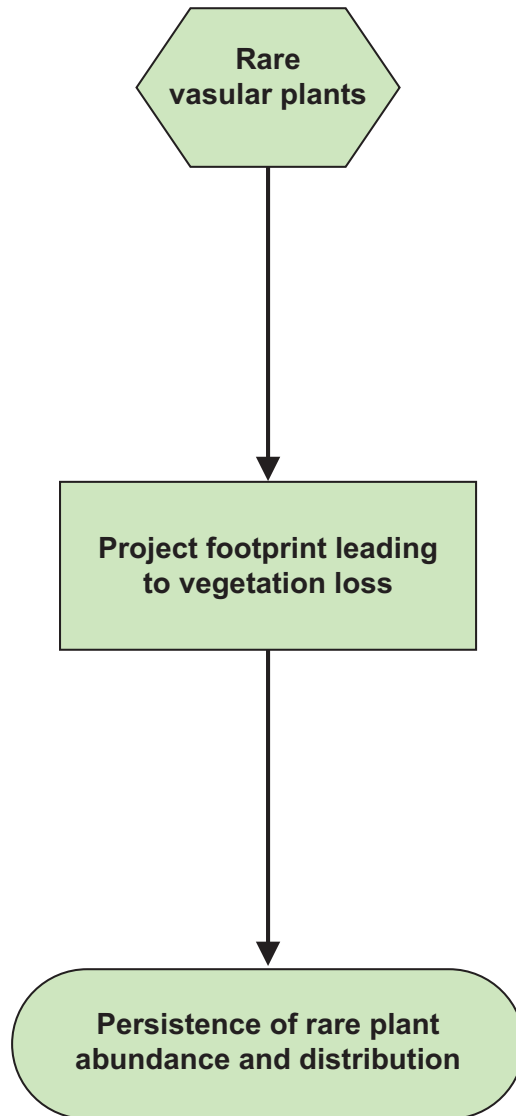 Rare
vasular plants
Project footprint leading
to vegetation loss
Persistence of rare plant
abundance and distribution